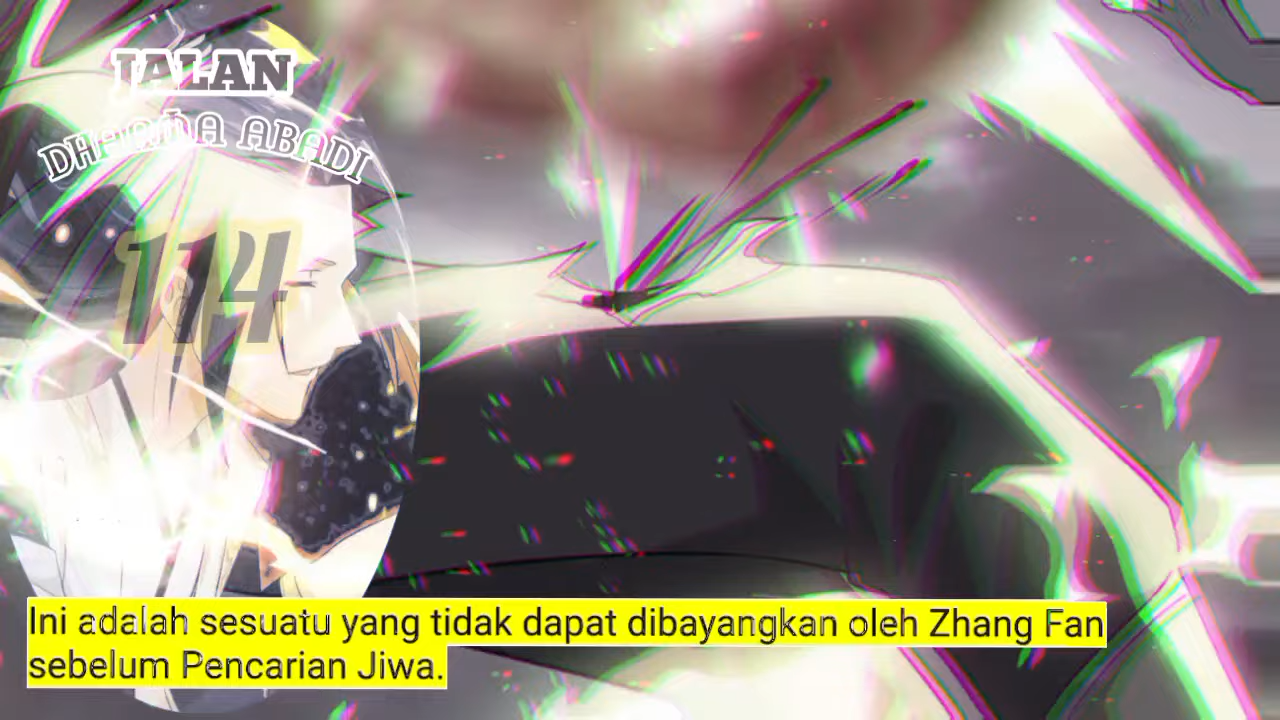 JALAN
DHARMA ABADI
114
Ini adalah sesuatu yang tidak dapat dibayangkan oleh Zhang Fan
sebelum Pencarian Jiwa.